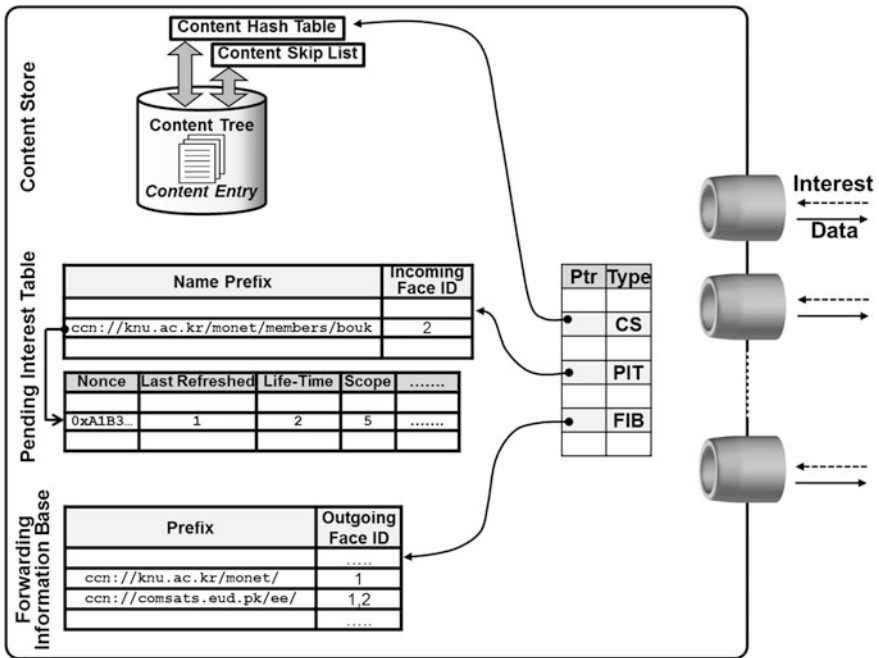 Content Store
Content Hash Table
Content Skip List
Content Tree
Content Entry
Interest
Data
Pending Interest Table
Name Prefix
Incoming
Face ID
ccn://knu.ac.kr/monet/members/bouk
2
Nonce Last Refreshed Life-Time Scope .......
0xA1B3... 1 2 5 .......
Ptr Type
CS
PIT
FIB
Forwarding
Information Base
Prefix
Outgoing
Face ID
.....
ccn://knu.ac.kr/monet/ 1
ccn://comsats.eud.pk/ee/ 1,2
.....